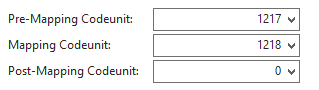 Pre-Mapping Codeunit: 1217
Mapping Codeunit: 1218
Post-Mapping Codeunit: 0